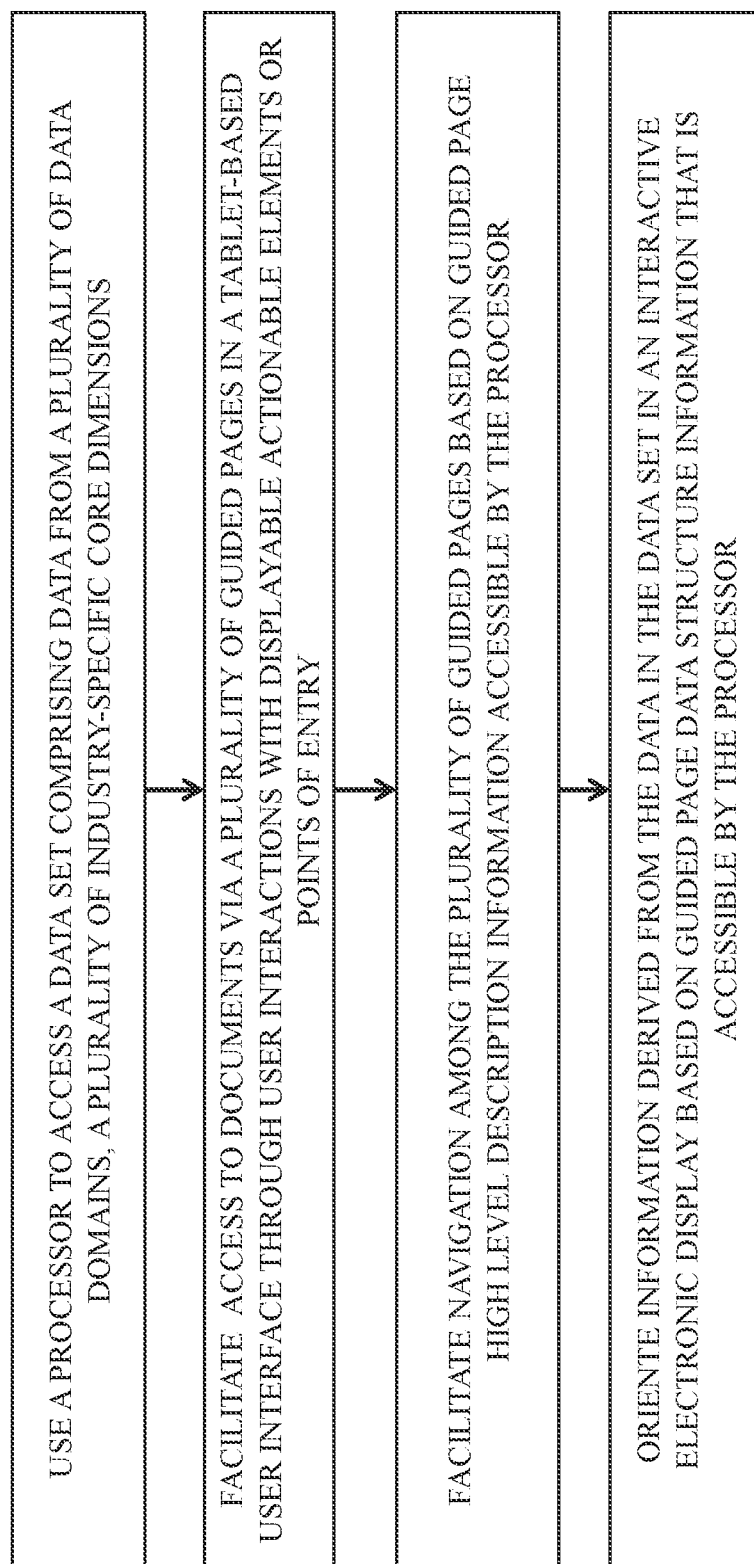 USE A PROCESSOR TO ACCESS A DATA SET COMPRISING DATA FROM A PLURALITY OF DATA
DOMAINS, A PLURALITY OF INDUSTRY-SPECIFIC CORE DIMENSIONS
FACILITATE ACCESS TO DOCUMENTS VIA A PLURALITY OF GUIDED PAGES IN A TABLET-BASED
USER INTERFACE THROUGH USER INTERACTIONS WITH DISPLAYABLE ACTIONABLE ELEMENTS OR
POINTS OF ENTRY
FACILITATE NAVIGATION AMONG THE PLURALITY OF GUIDED PAGES BASED ON GUIDED PAGE
HIGH LEVEL DESCRIPTION INFORMATION ACCESSIBLE BY THE PROCESSOR
ORIENTE INFORMATION DERIVED FROM THE DATA IN THE DATA SET IN AN INTERACTIVE
ELECTRONIC DISPLAY BASED ON GUIDED PAGE DATA STRUCTURE INFORMATION THAT IS
ACCESSIBLE BY THE PROCESSOR